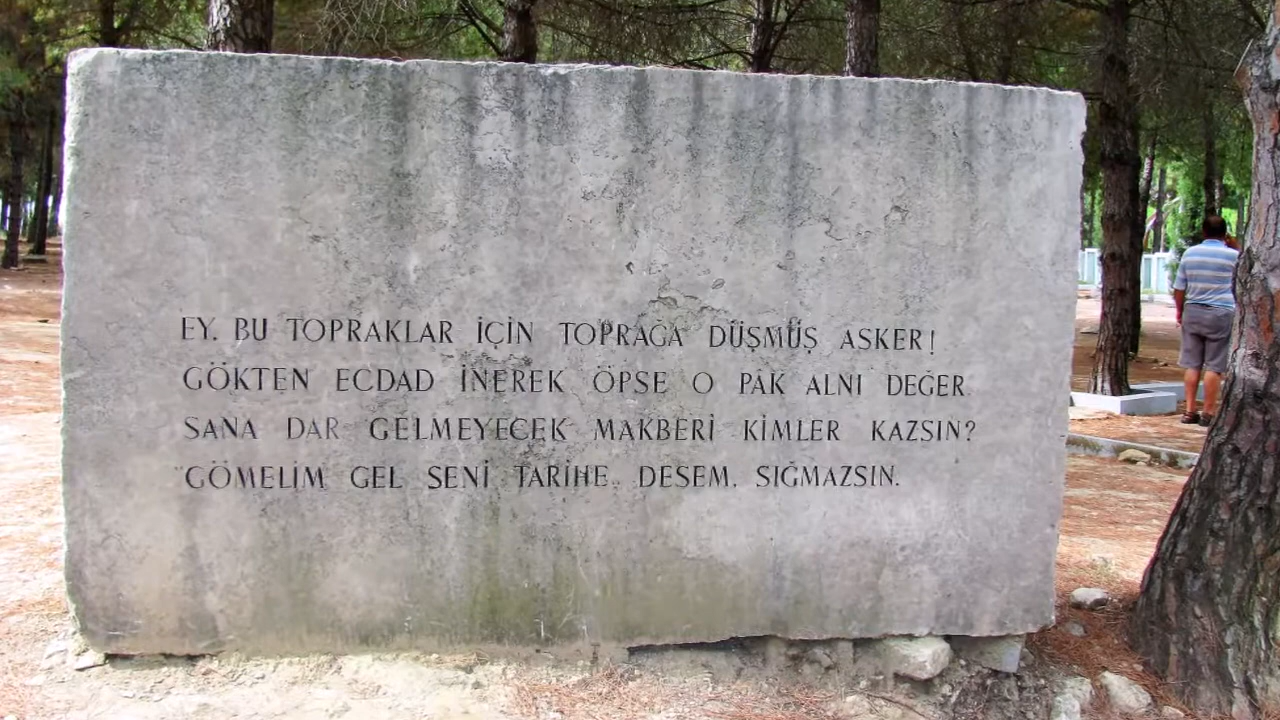 EY, BU TOPRAKLAR İÇİN TOPRAĞA DÜŞMÜŞ ASKER!
GÖKTEN ECDAD İNEREK ÖPSE O PÂK ALNI DEĞER.
SANA DAR GELMEYECEK MAKBERİ KİMLER KAZSIN?
"GÖMELİM GEL SENİ TARİHE" DESEM, SIĞMAZSIN.